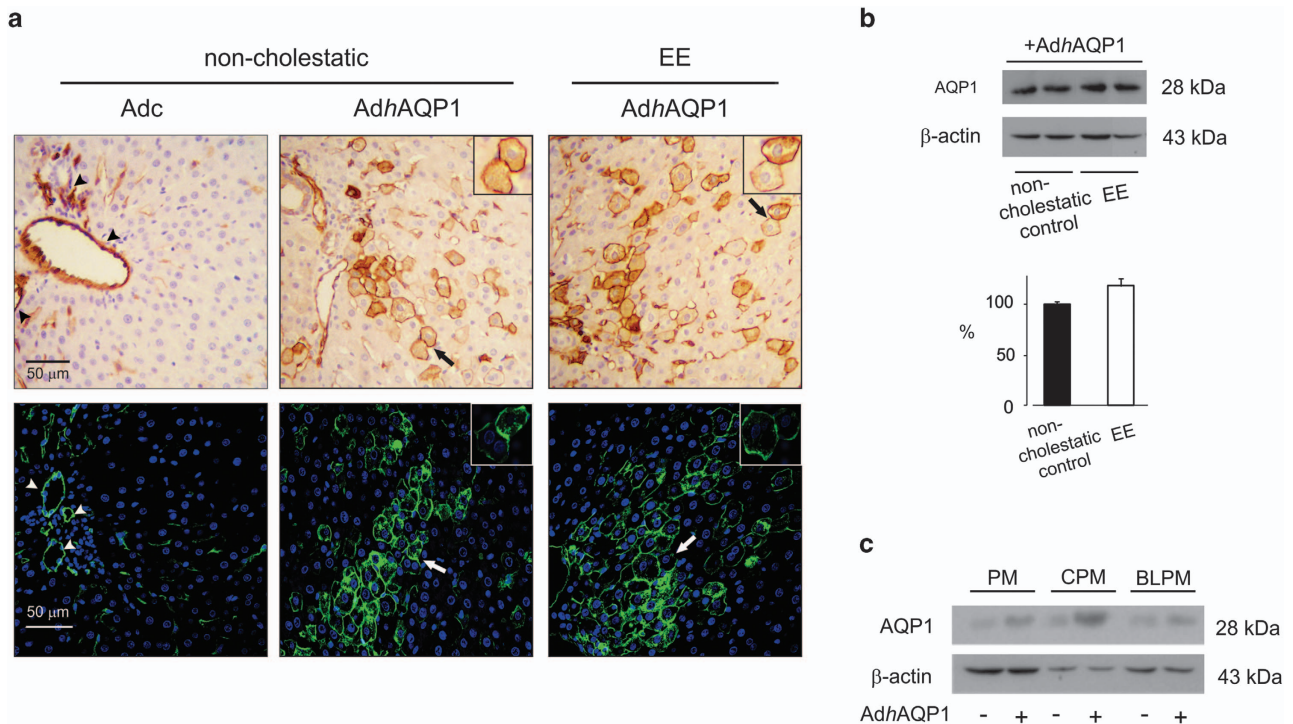 a
non-cholestatic
EE
Adc
AdhAQP1
AdhAQP1
50 µm
50 µm
b
+AdhAQP1
AQP1
28 kDa
β-actin
43 kDa
non-
cholestatic
control
EE
100
%
50
0
non-
cholestatic
control
EE
c
PM
CPM
BLPM
AQP1
28 kDa
β-actin
43 kDa
AdhAQP1
- + - + - +